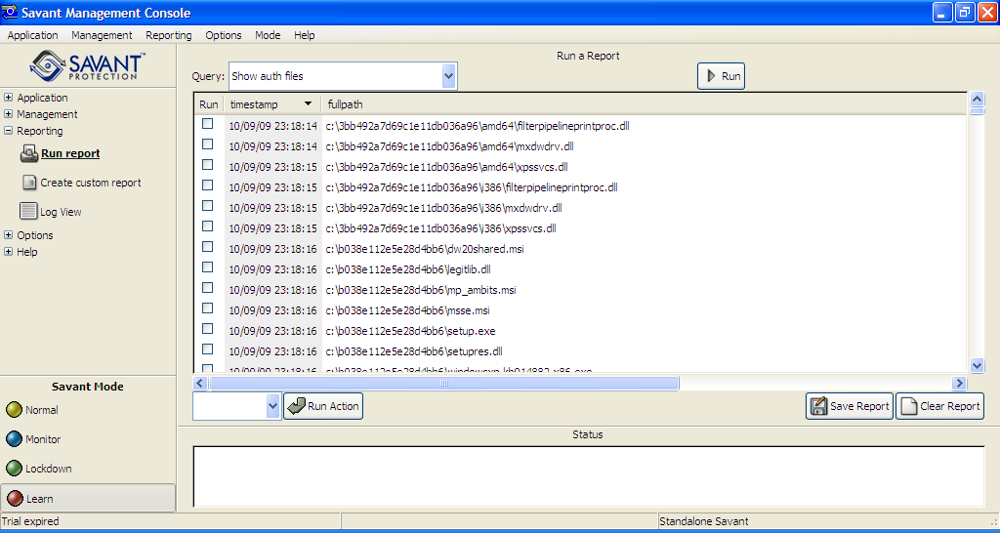 Savant Management Console
Application Management Reporting Options Mode Help
SAVANT™
PROTECTION
Application
Management
Reporting
Run report
Create custom report
Log View
Options
Help
Savant Mode
Normal
Monitor
Lockdown
Learn
Run a Report
Query: Show auth files Run
Run timestamp fullpath
10/09/09 23:18:14 c:\3bb492a7d69c1e11db036a96\amd64\filterpipelineprintproc.dll
10/09/09 23:18:14 c:\3bb492a7d69c1e11db036a96\amd64\mxdwdrv.dll
10/09/09 23:18:15 c:\3bb492a7d69c1e11db036a96\amd64\xpssvcs.dll
10/09/09 23:18:15 c:\3bb492a7d69c1e11db036a96\i386\filterpipelineprintproc.dll
10/09/09 23:18:15 c:\3bb492a7d69c1e11db036a96\i386\mxdwdrv.dll
10/09/09 23:18:15 c:\3bb492a7d69c1e11db036a96\i386\xpssvcs.dll
10/09/09 23:18:16 c:\b038e112e5e28d4bb6\dw20shared.msi
10/09/09 23:18:16 c:\b038e112e5e28d4bb6\legitlib.dll
10/09/09 23:18:16 c:\b038e112e5e28d4bb6\mp_ambits.msi
10/09/09 23:18:16 c:\b038e112e5e28d4bb6\msse.msi
10/09/09 23:18:16 c:\b038e112e5e28d4bb6\setup.exe
10/09/09 23:18:16 c:\b038e112e5e28d4bb6\setupres.dll
10/09/09 23:18:16
Run Action Save Report Clear Report
Status
Trial expired Standalone Savant